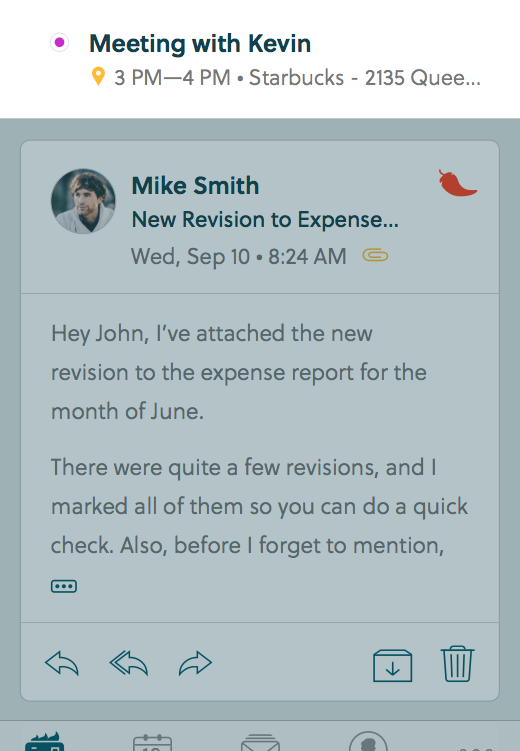 Meeting with Kevin
3 PM—4 PM • Starbucks - 2135 Quee...
Mike Smith
New Revision to Expense...
Wed, Sep 10 • 8:24 AM
Hey John, I’ve attached the new
revision to the expense report for the
month of June.
There were quite a few revisions, and I
marked all of them so you can do a quick
check. Also, before I forget to mention,